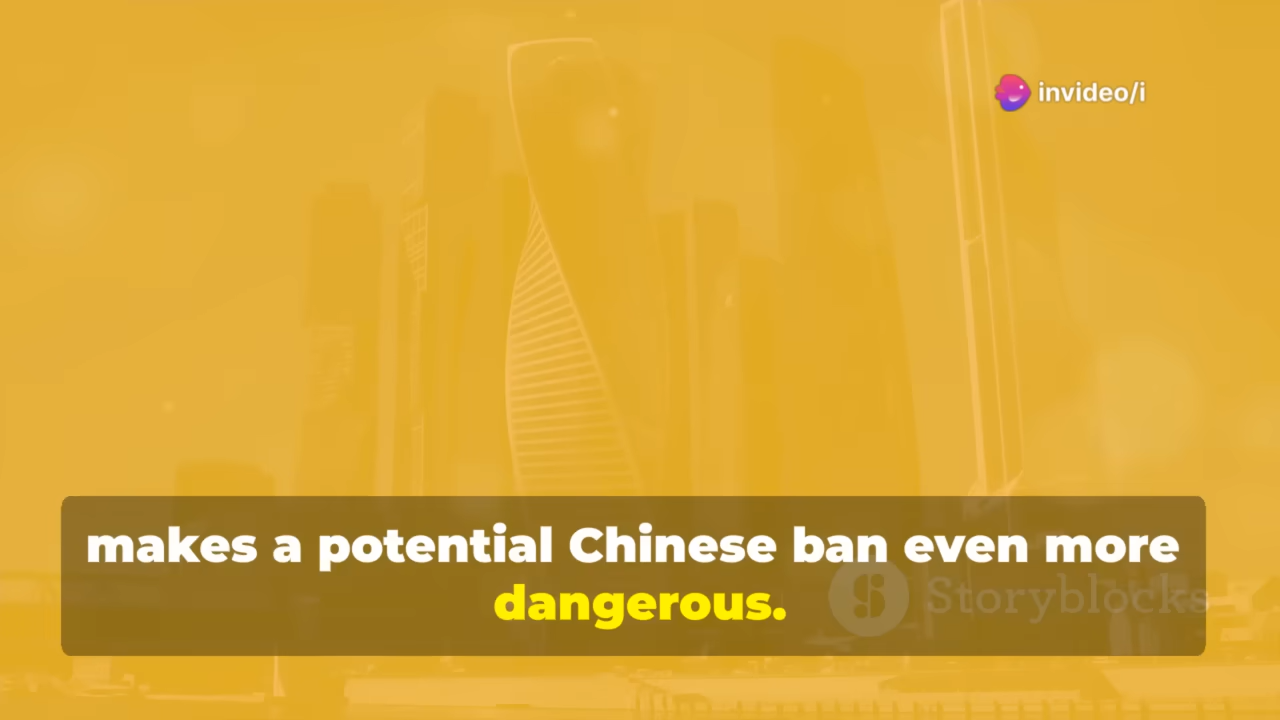 invideo/i
makes a potential Chinese ban even more
dangerous.
Storyblocks